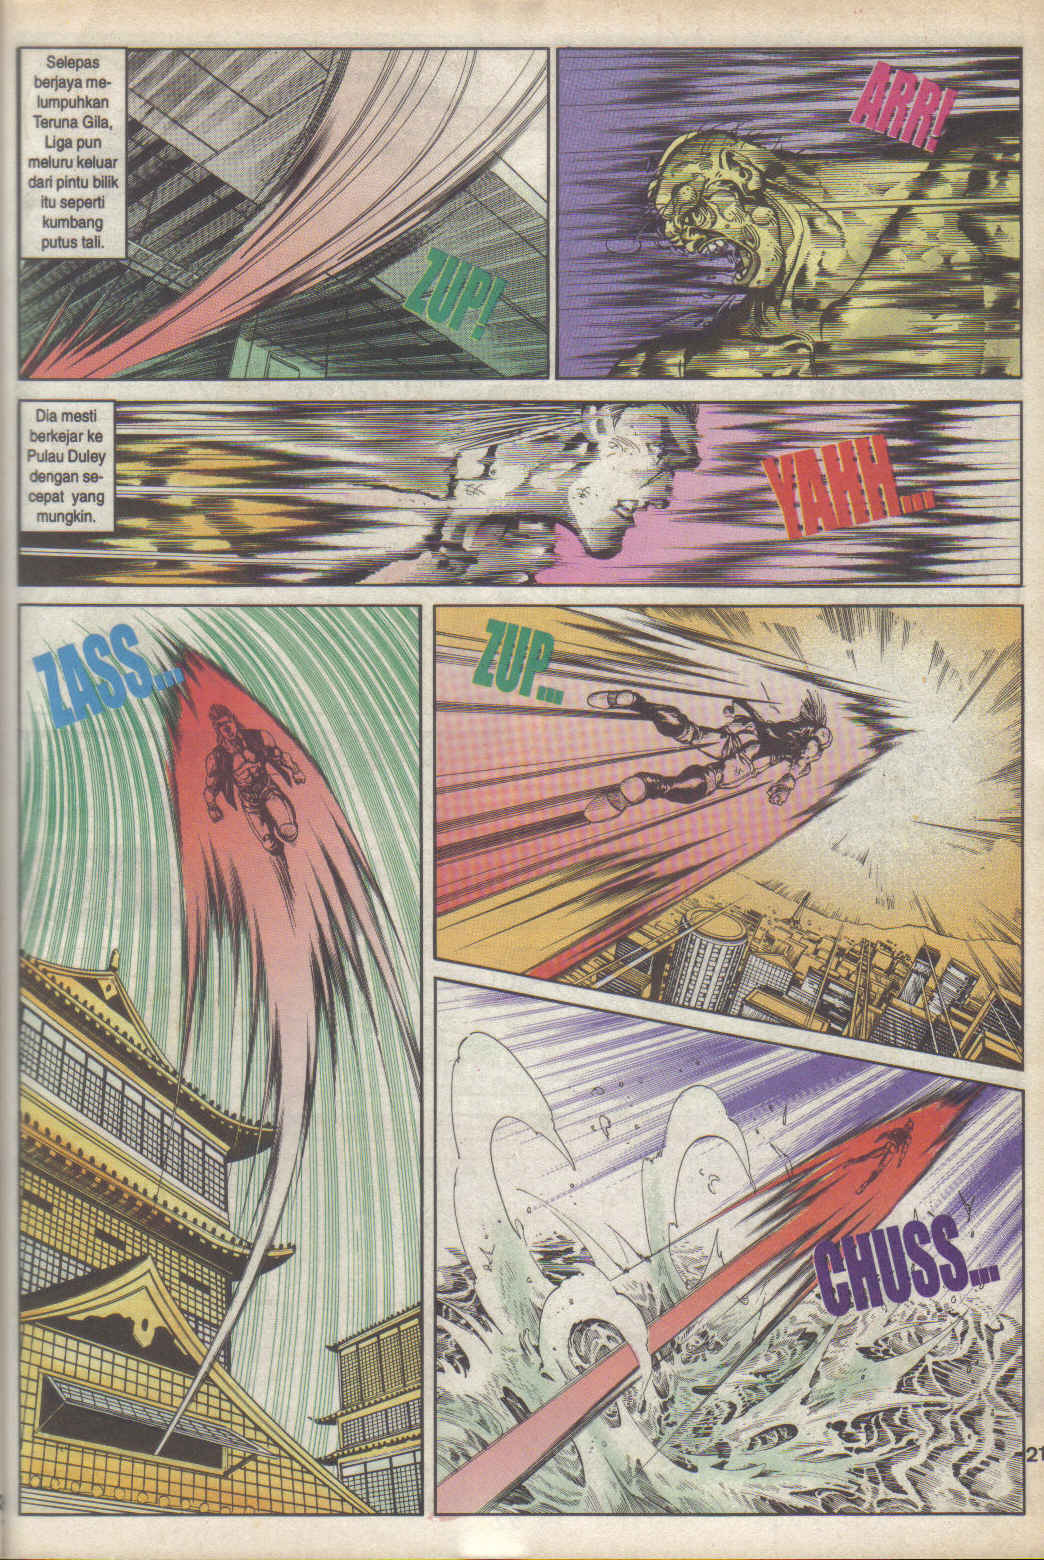 Selepas
berjaya me-
lumpuhkan
Teruna Gila,
Liga pun
meluru keluar
dari pintu bilik
itu seperti
kumbang
putus tali.
ZUP!
ARR!
Dia mesti
berkejar ke
Pulau Duley
dengan se-
cepat yang
mungkin.
YAHH....
ZASS....
ZUP...
CHUSS....
21